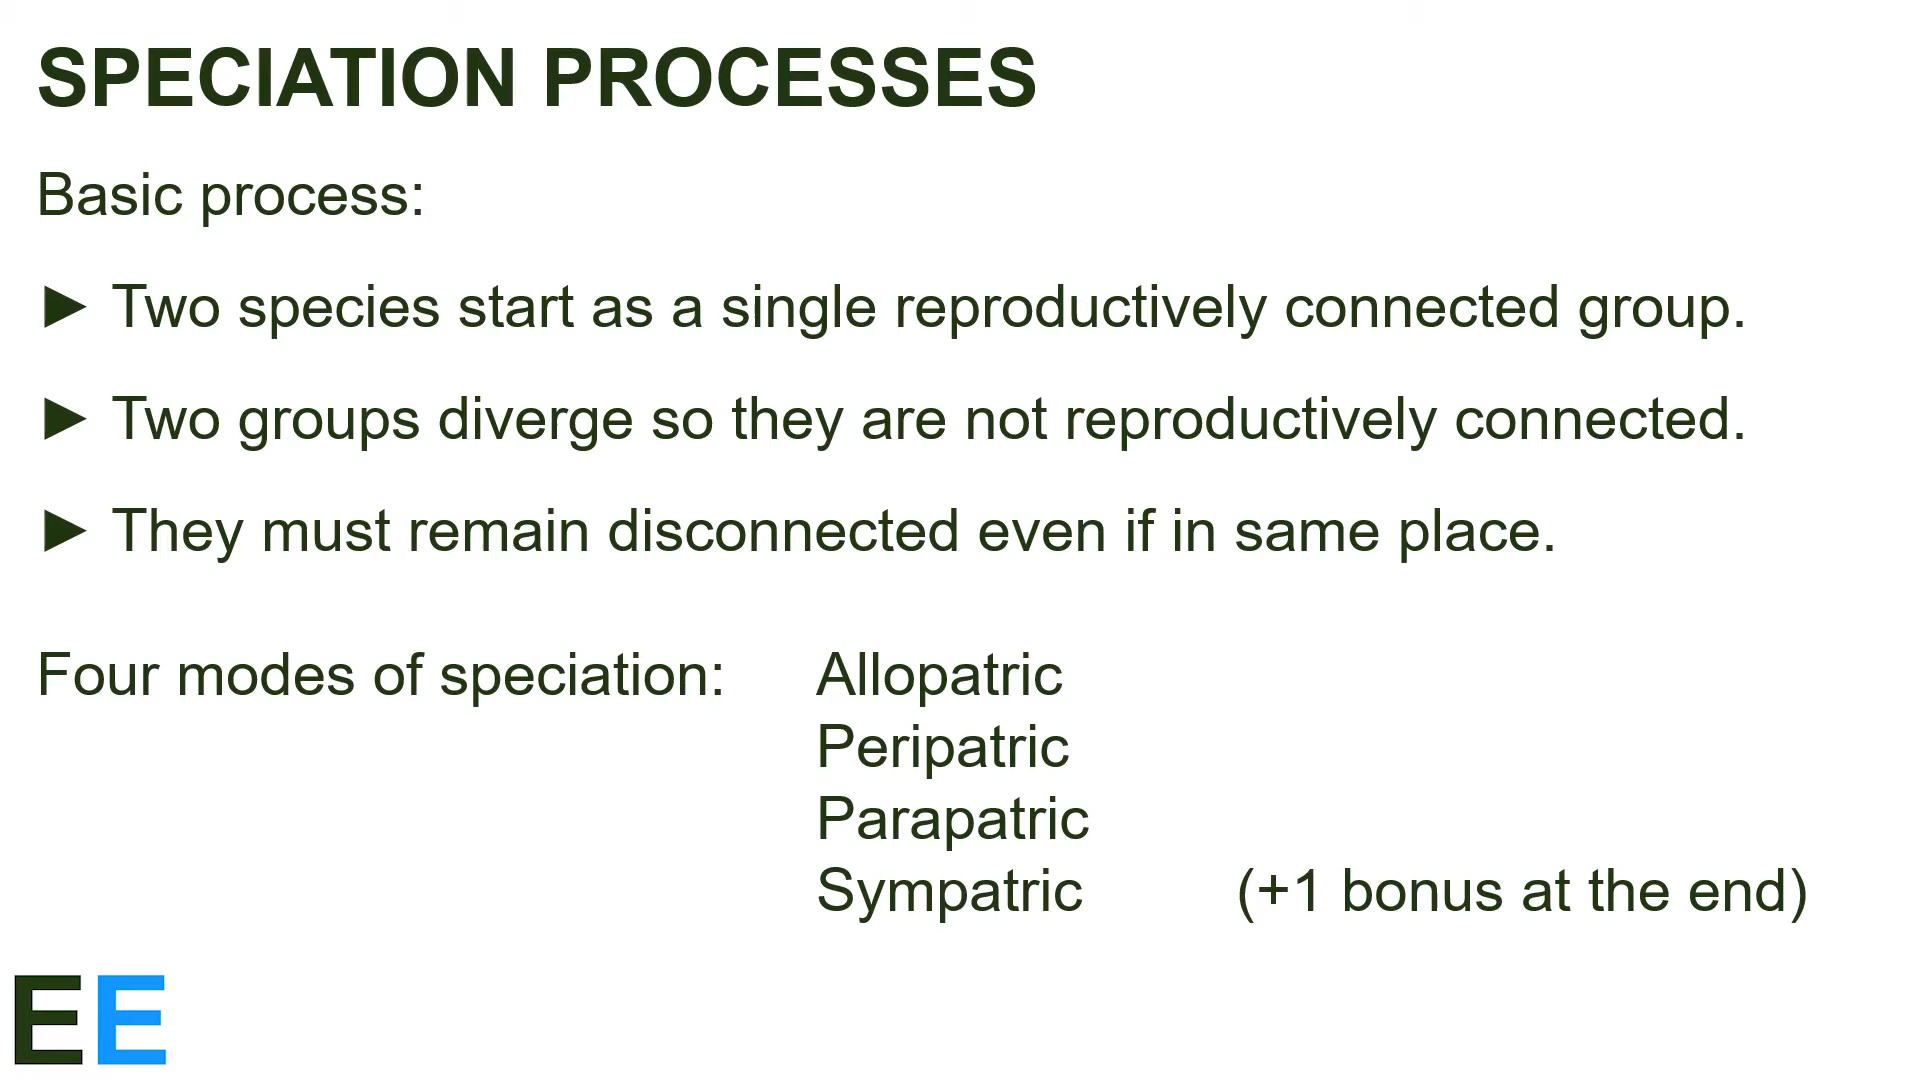 SPECIATION PROCESSES
Basic process:
► Two species start as a single reproductively connected group.
► Two groups diverge so they are not reproductively connected.
► They must remain disconnected even if in same place.
Four modes of speciation: Allopatric
Peripatric
Parapatric
Sympatric (+1 bonus at the end)
EE